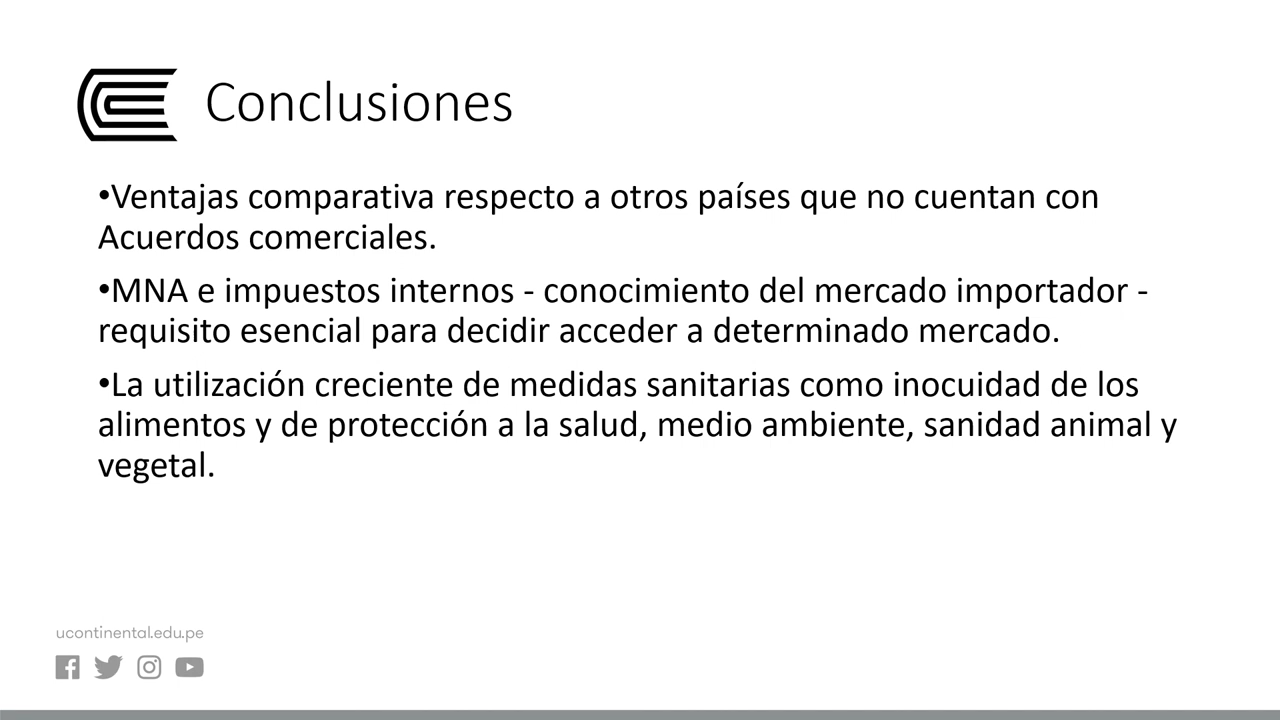 Conclusiones
•Ventajas comparativa respecto a otros países que no cuentan con
Acuerdos comerciales.
•MNA e impuestos internos - conocimiento del mercado importador -
requisito esencial para decidir acceder a determinado mercado.
•La utilización creciente de medidas sanitarias como inocuidad de los
alimentos y de protección a la salud, medio ambiente, sanidad animal y
vegetal.
ucontinental.edu.pe